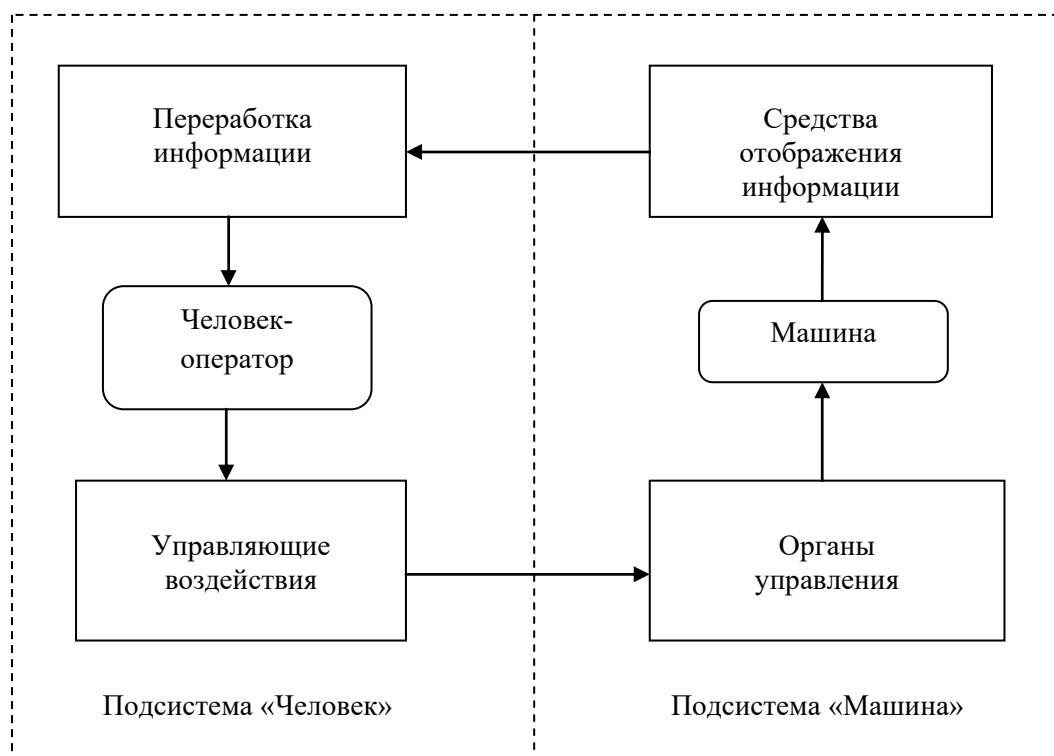 Переработка
информации
Средства
отображения
информации
Человек-
оператор
Машина
Управляющие
воздействия
Органы
управления
Подсистема «Человек»
Подсистема «Машина»